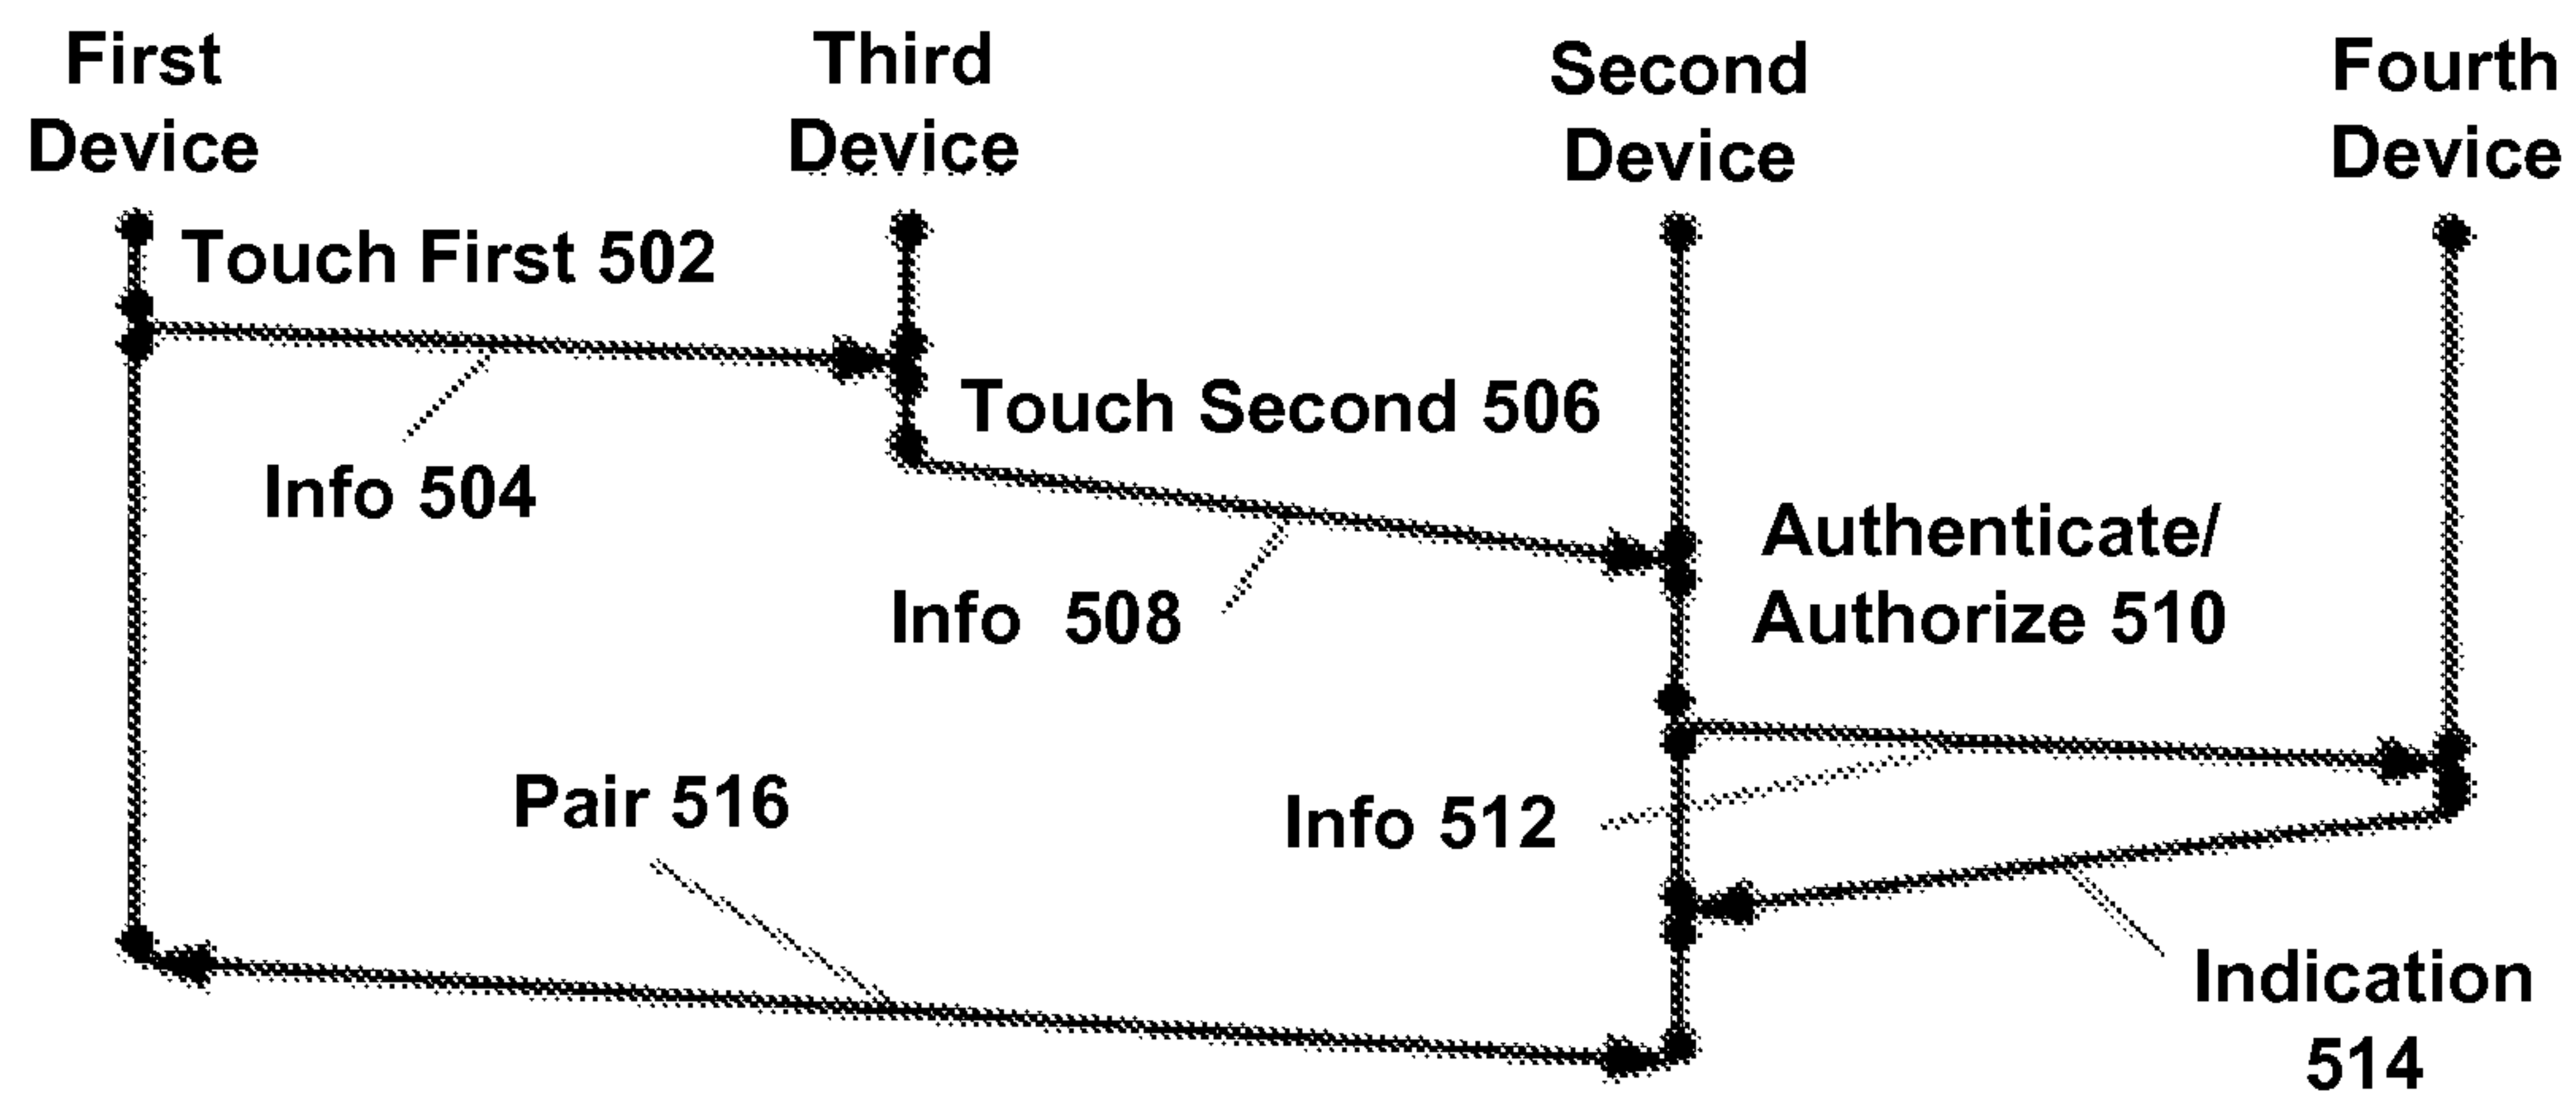 First
Device
Third
Device
Second
Device
Fourth
Device
Touch First 502
Touch Second 506
Info 504
Authenticate/
Authorize 510
Info 508
Pair 516
Info 512
Indication
514